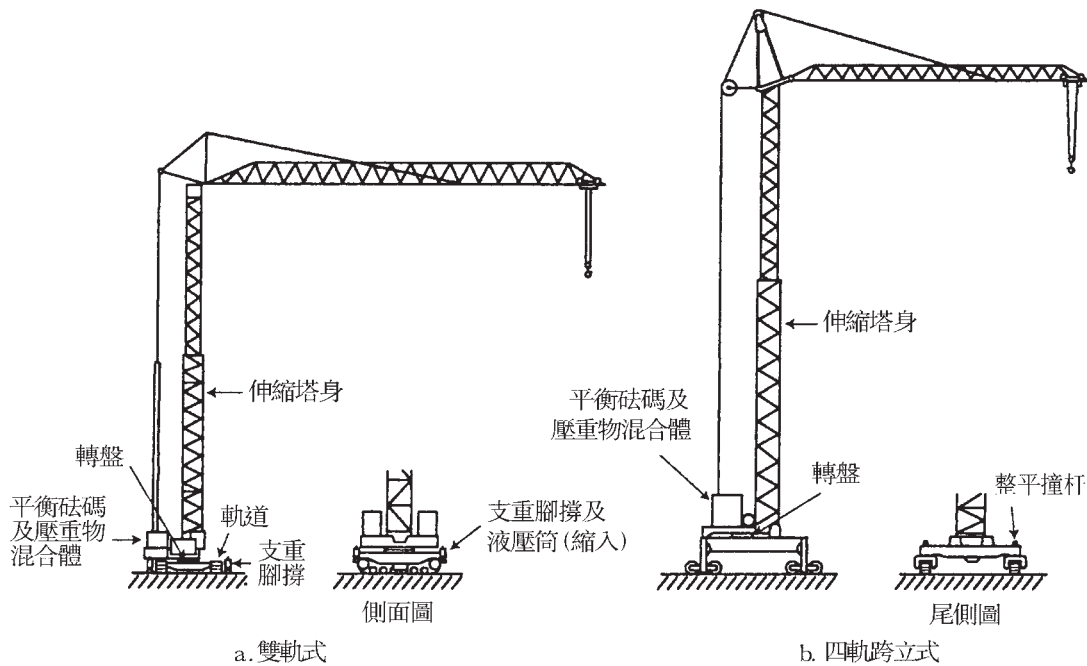 伸縮塔身
轉盤
平衡砝碼
及壓重物
混合體
軌道
支重
腳撐
支重腳撐及
液壓筒(縮入)
側面圖
a. 雙軌式
伸縮塔身
平衡砝碼及
壓重物混合體
轉盤
整平撞杆
尾側圖
b. 四軌跨立式